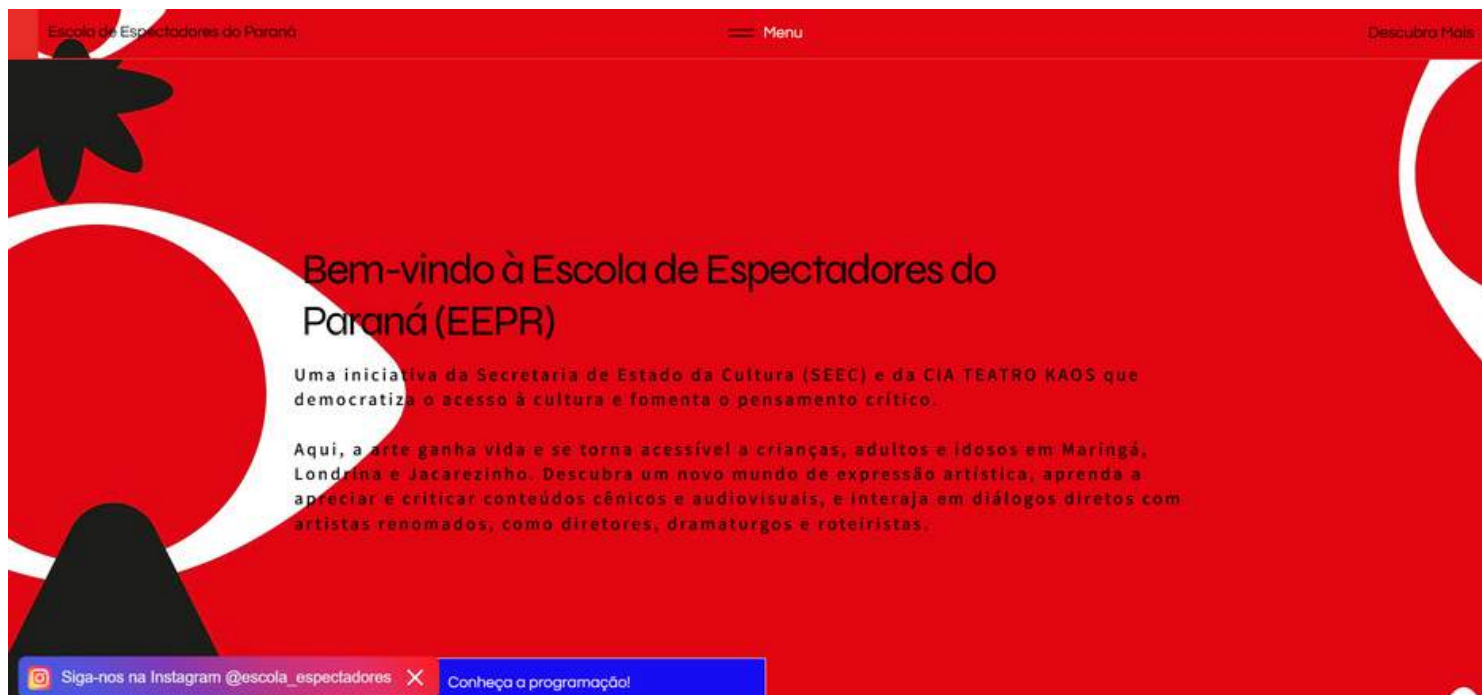 Escola de Espectadores do Paraná
Menu
Descubra Mais
Bem-vindo à Escola de Espectadores do
Paraná (EEPR)
Uma iniciativa da Secretaria de Estado da Cultura (SEEC) e da CIA TEATRO KAOS que
democratiza o acesso à cultura e fomenta o pensamento crítico.
Aqui, a arte ganha vida e se torna acessível a crianças, adultos e idosos em Maringá,
Londrina e Jacarezinho. Descubra um novo mundo de expressão artística, aprenda a
apreciar e criticar conteúdos cênicos e audiovisuais, e interaja em diálogos diretos com
artistas renomados, como diretores, dramaturgos e roteiristas.
Siga-nos na Instagram @escola_espectadores
Conheça a programação!